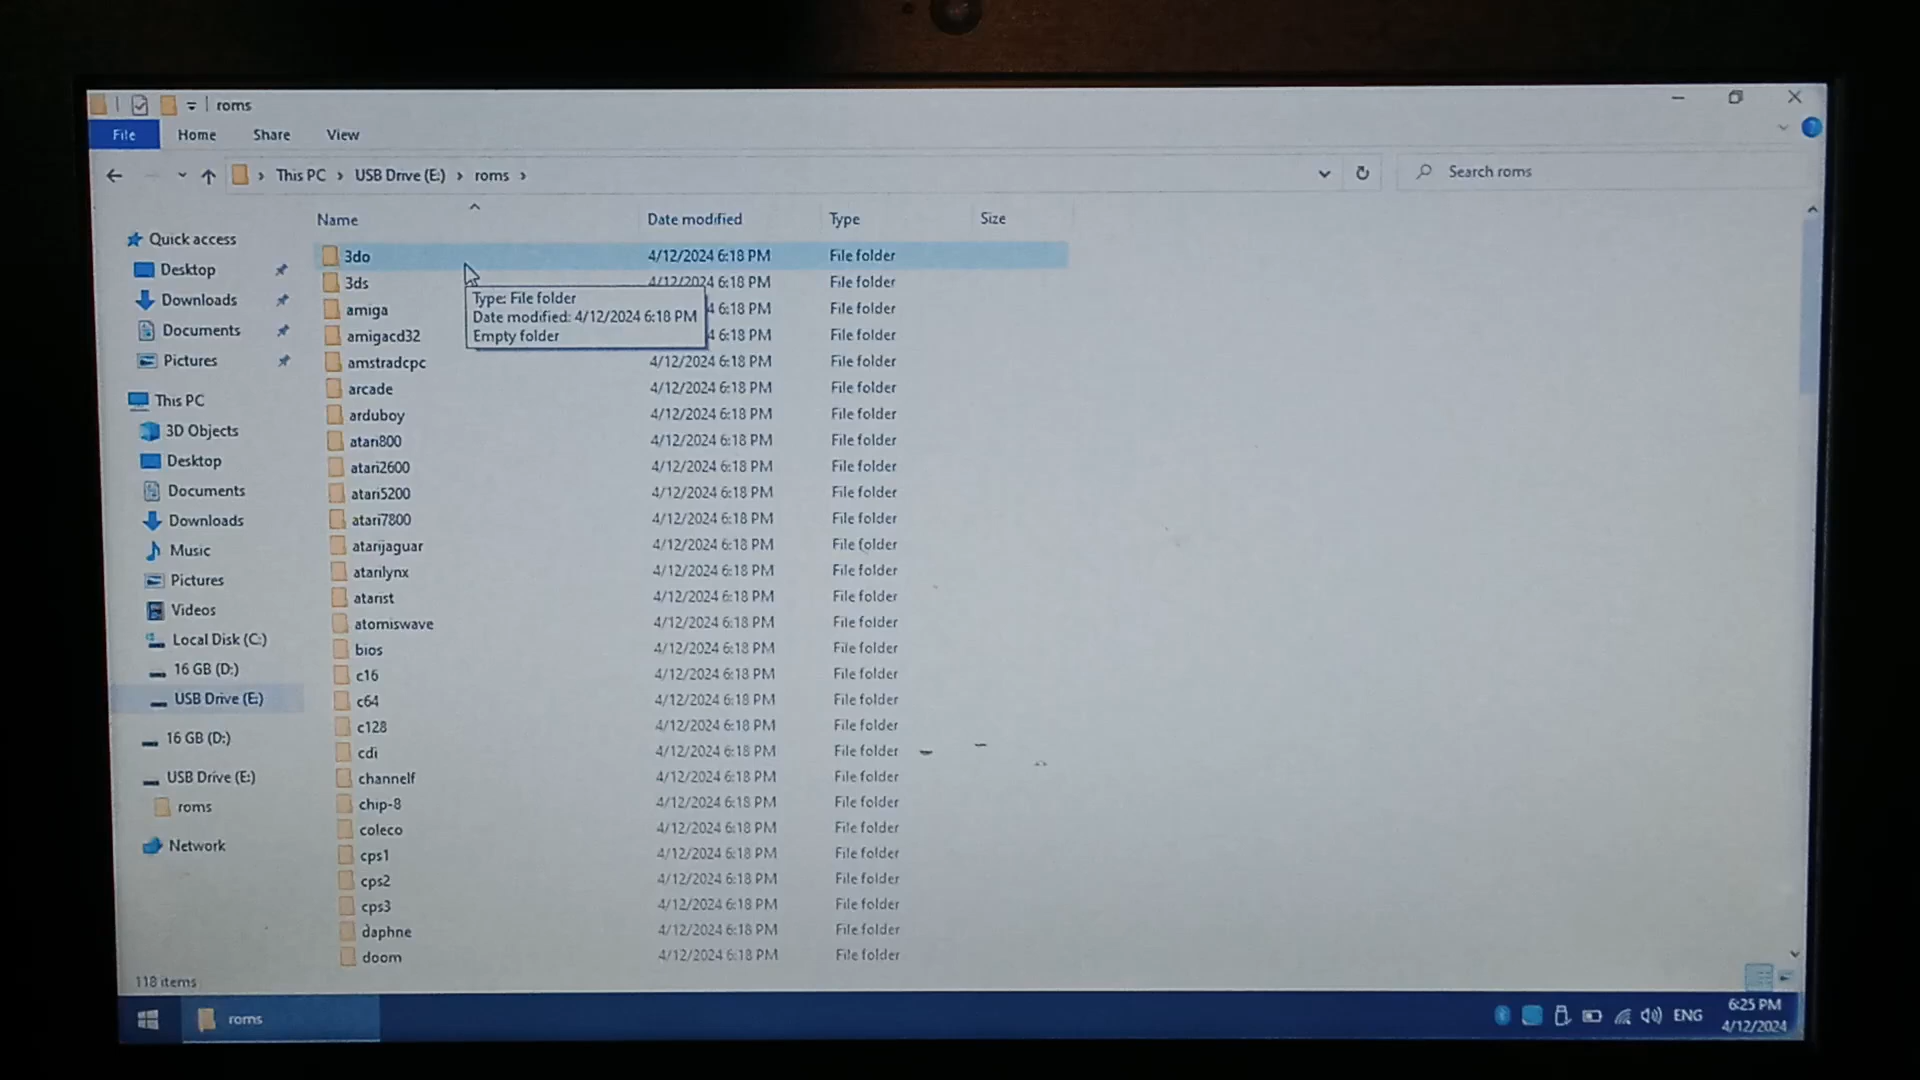 roms
File Home Share View
This PC › USB Drive (E:) › roms › Search roms
Name Date modified Type Size
Quick access
Desktop
Downloads
Documents
Pictures
This PC
3D Objects
Desktop
Documents
Downloads
Music
Pictures
Videos
Local Disk (C:)
16 GB (D:)
USB Drive (E:)
16 GB (D:)
USB Drive (E:)
roms
Network
3do 4/12/2024 6:18 PM File folder
3ds 4/12/2024 6:18 PM File folder
amiga 4 6:18 PM File folder
amigacd32 4 6:18 PM File folder
amstradcpc 4/12/2024 6:18 PM File folder
arcade 4/12/2024 6:18 PM File folder
arduboy 4/12/2024 6:18 PM File folder
atari800 4/12/2024 6:18 PM File folder
atari2600 4/12/2024 6:18 PM File folder
atari5200 4/12/2024 6:18 PM File folder
atari7800 4/12/2024 6:18 PM File folder
atarijaguar 4/12/2024 6:18 PM File folder
atarilynx 4/12/2024 6:18 PM File folder
atarist 4/12/2024 6:18 PM File folder
atomiswave 4/12/2024 6:18 PM File folder
bios 4/12/2024 6:18 PM File folder
c16 4/12/2024 6:18 PM File folder
c64 4/12/2024 6:18 PM File folder
c128 4/12/2024 6:18 PM File folder
cdi 4/12/2024 6:18 PM File folder
channelf 4/12/2024 6:18 PM File folder
chip-8 4/12/2024 6:18 PM File folder
coleco 4/12/2024 6:18 PM File folder
cps1 4/12/2024 6:18 PM File folder
cps2 4/12/2024 6:18 PM File folder
cps3 4/12/2024 6:18 PM File folder
daphne 4/12/2024 6:18 PM File folder
doom 4/12/2024 6:18 PM File folder
Type: File folder
Date modified: 4/12/2024 6:18 PM
Empty folder
118 items
roms
ENG
6:25 PM
4/12/2024